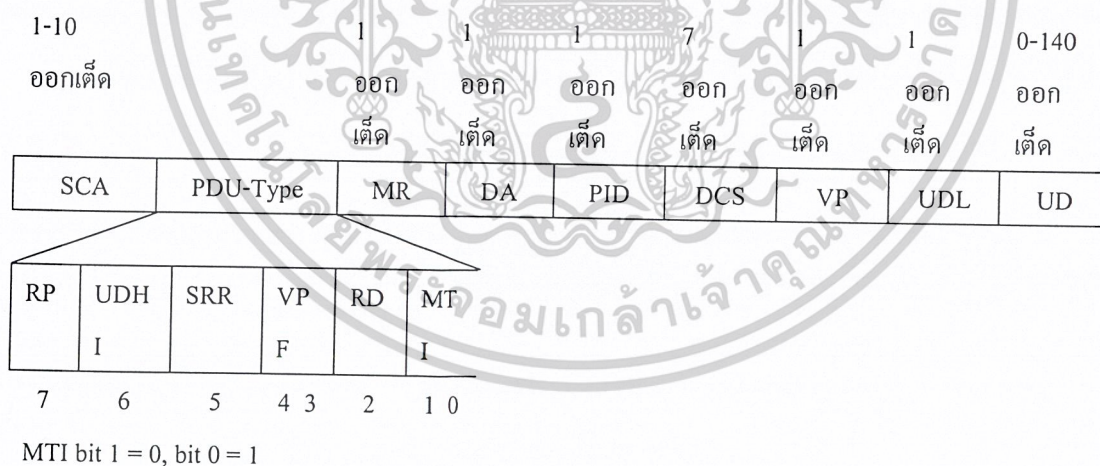 1-10 1 1 1 7 1 1 0-140
ออกเต็ด ออก ออก ออก ออก ออก ออก ออก
เต็ด เต็ด เต็ด เต็ด เต็ด เต็ด เต็ด
SCA PDU-Type MR DA PID DCS VP UDL UD
RP UDH SRR VP RD MT
I F I
7 6 5 4 3 2 1 0
MTI bit 1 = 0, bit 0 = 1